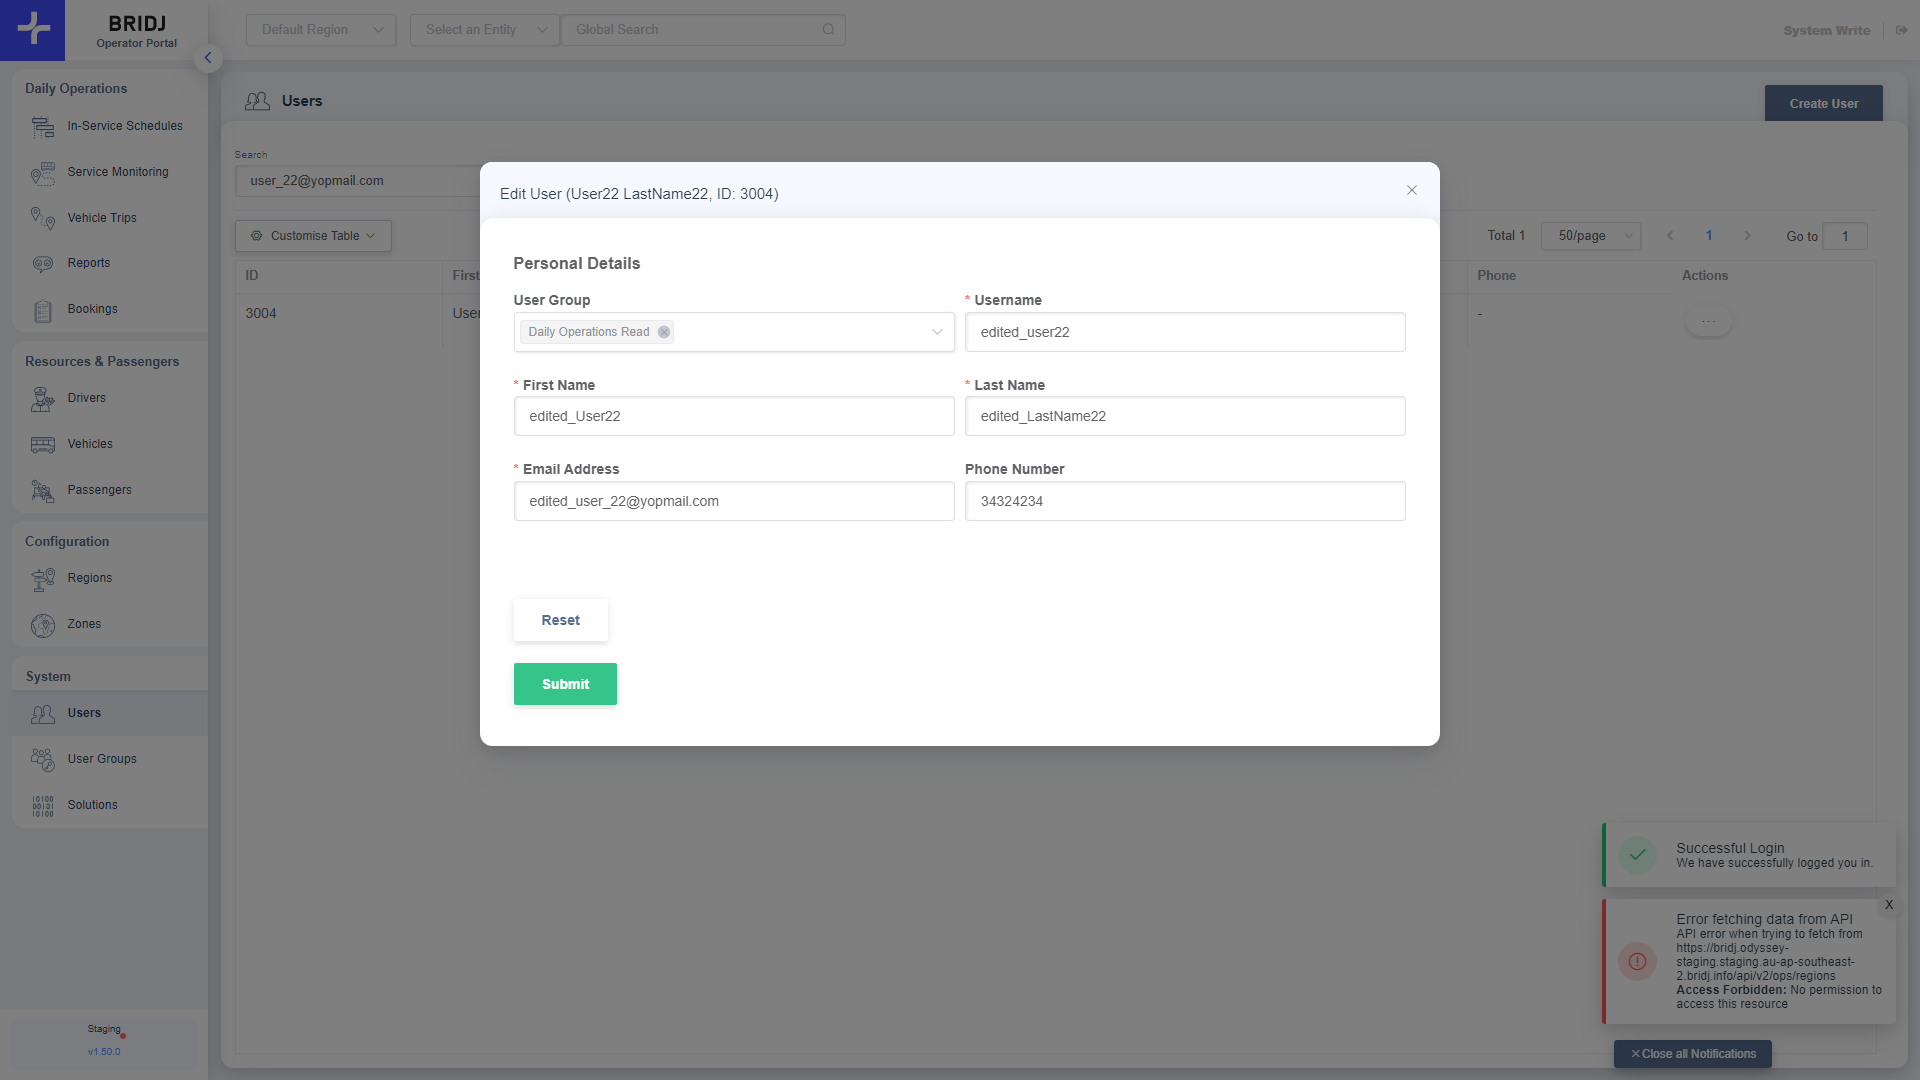 BRIDJ
Operator Portal
Default Region
Select an Entity
Global Search
System Write
Daily Operations
In-Service Schedules
Service Monitoring
Vehicle Trips
Reports
Bookings
Resources & Passengers
Drivers
Vehicles
Passengers
Configuration
Regions
Zones
System
Users
User Groups
Solutions
Staging
v1.50.0
Users
Create User
Search
user_22@yopmail.com
Customise Table
Total 1
50/page
1
Go to
1
ID
First
Phone
Actions
3004
User
-
...
Edit User (User22 LastName22, ID: 3004)
Personal Details
User Group
* Username
Daily Operations Read
edited_user22
* First Name
* Last Name
edited_User22
edited_LastName22
* Email Address
Phone Number
edited_user_22@yopmail.com
34324234
Reset
Submit
Successful Login
We have successfully logged you in.
X
Error fetching data from API
API error when trying to fetch from
https://bridj.odyssey-
staging.staging.au-ap-southeast-
2.bridj.info/api/v2/ops/regions
Access Forbidden: No permission to
access this resource
Close all Notifications